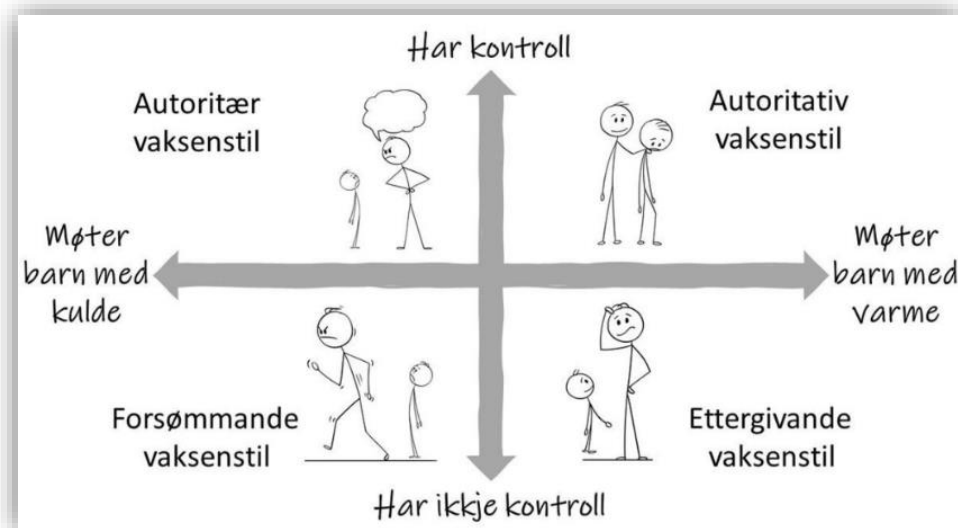 Har kontroll
Autoritær
vaksenstil
Autoritativ
vaksenstil
Møter
barn med
kulde
Møter
barn med
varme
Forsømmande
vaksenstil
Ettergivande
vaksenstil
Har ikkje kontroll